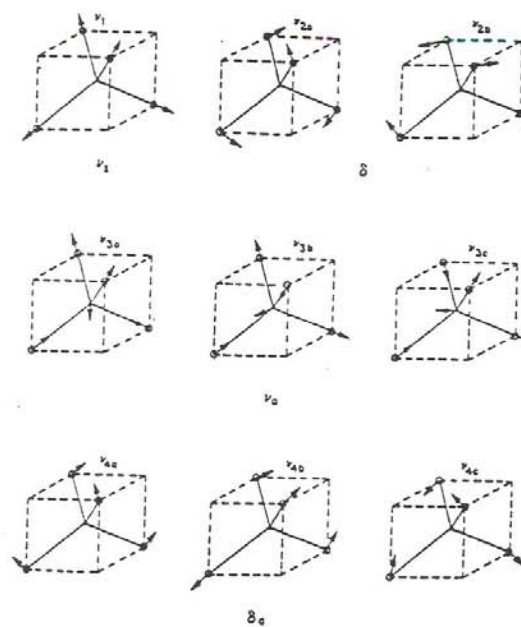 ν₁ ν₂ₐ ν₂b
ν₁ δ
ν₃ₐ ν₃b ν₃c
νₐ
ν₄ₐ ν₄b ν₄c
δₐ